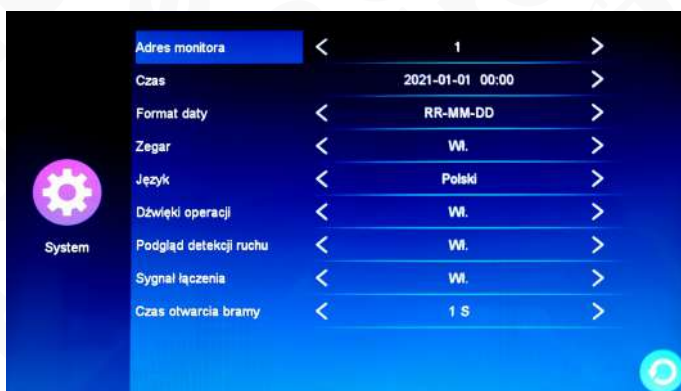 Adres monitora 1
Czas 2021-01-01 00:00
Format daty RR-MM-DD
Zegar Wł.
Język Polski
Dźwięki operacji Wł.
System
Podgląd detekcji ruchu Wł.
Sygnał łączenia Wł.
Czas otwarcia bramy 1 S